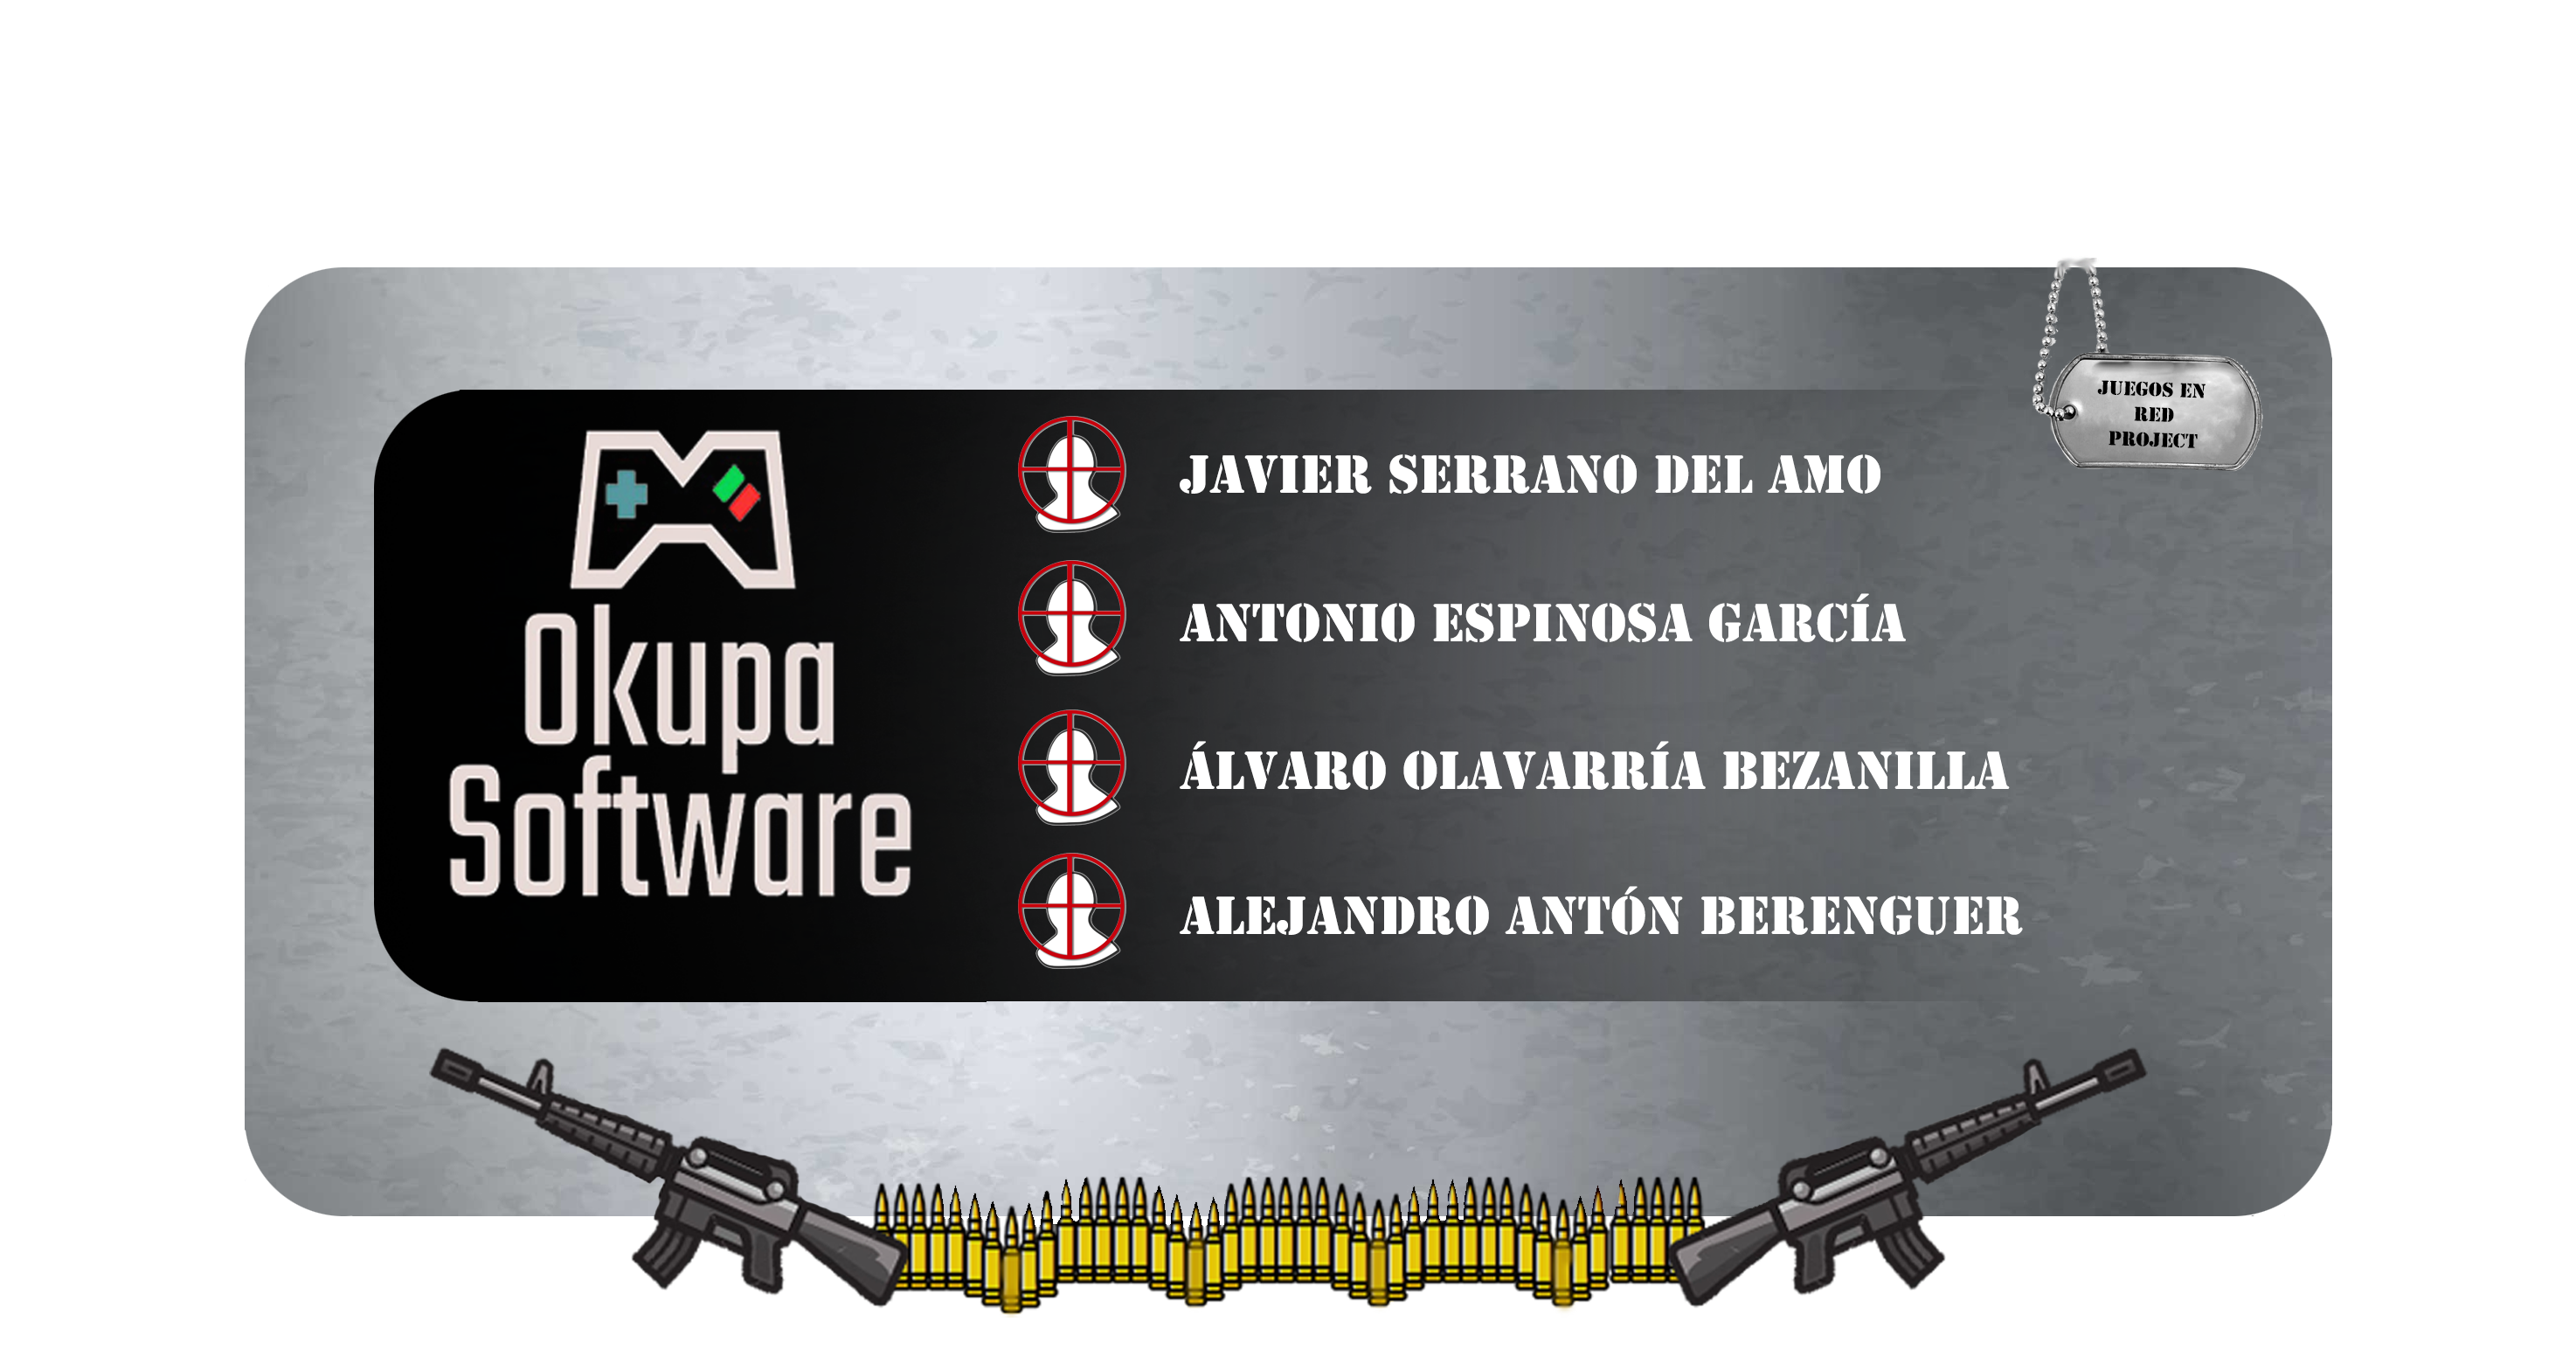 JUEGOS EN
RED
PROJECT
Okupa
Software
JAVIER SERRANO DEL AMO
ANTONIO ESPINOSA GARCÍA
ÁLVARO OLAVARRÍA BEZANILLA
ALEJANDRO ANTÓN BERENGUER